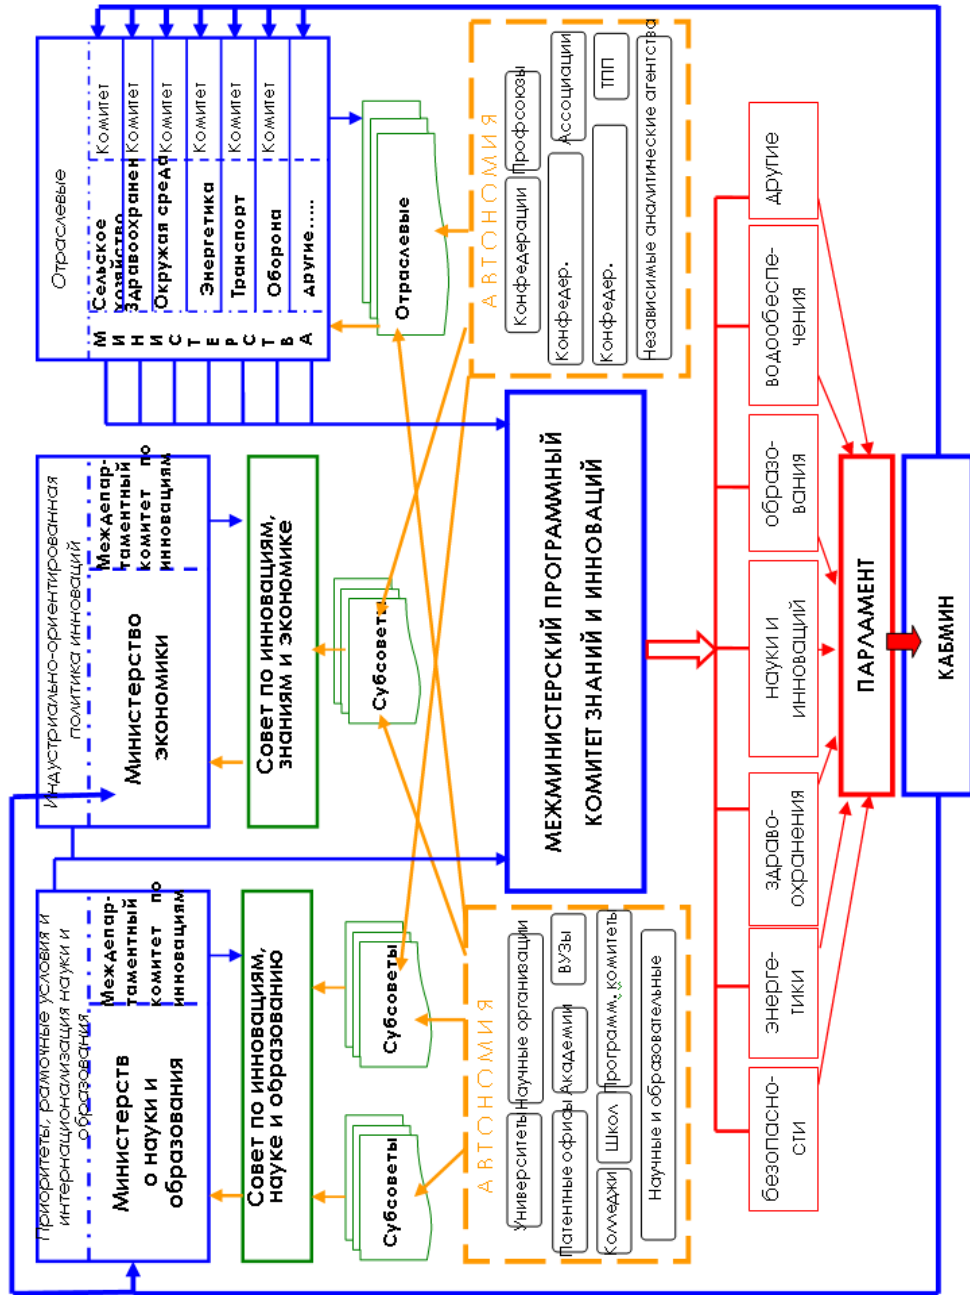 Приоритеты, рамочные условия и
интернационализация науки и
образования
Министерств
о науки и
образования
Междепар-
таментный
комитет по
инновациям
Индустриально-ориентированная
политика инноваций
Министерство
экономики
Междепар-
таментный
комитет по
инновациям
Отраслевые
М
И
Н
И
С
Т
Е
Р
С
Т
В
А
Сельское
хозяйство
Комитет
Здравоохранен
Комитет
Окружая среда
Комитет
Энергетика
Комитет
Транспорт
Комитет
Оборона
Комитет
другие.....
Совет по инновациям,
науке и образованию
Совет по инновациям,
знаниям и экономике
Субсоветы
Субсоветы
Субсоветы
Отраслевые
АВТОНОМИЯ
Университеты
Научные организации
Патентные офисы
Академии
ВУЗы
Колледжи
Школ
Программ. комитеты
Научные и образовательные
МЕЖМИНИСТЕРСКИЙ ПРОГРАММНЫЙ
КОМИТЕТ ЗНАНИЙ И ИННОВАЦИЙ
АВТОНОМИЯ
Конфедерации
Профсоюзы
Конфедер.
Ассоциации
Конфедер.
ТПП
Независимые аналитические агентства
безопасно-
сти
энерге-
тики
здраво-
охранения
науки и
инноваций
образо-
вания
водообеспе-
чения
другие
ПАРЛАМЕНТ
КАБМИН